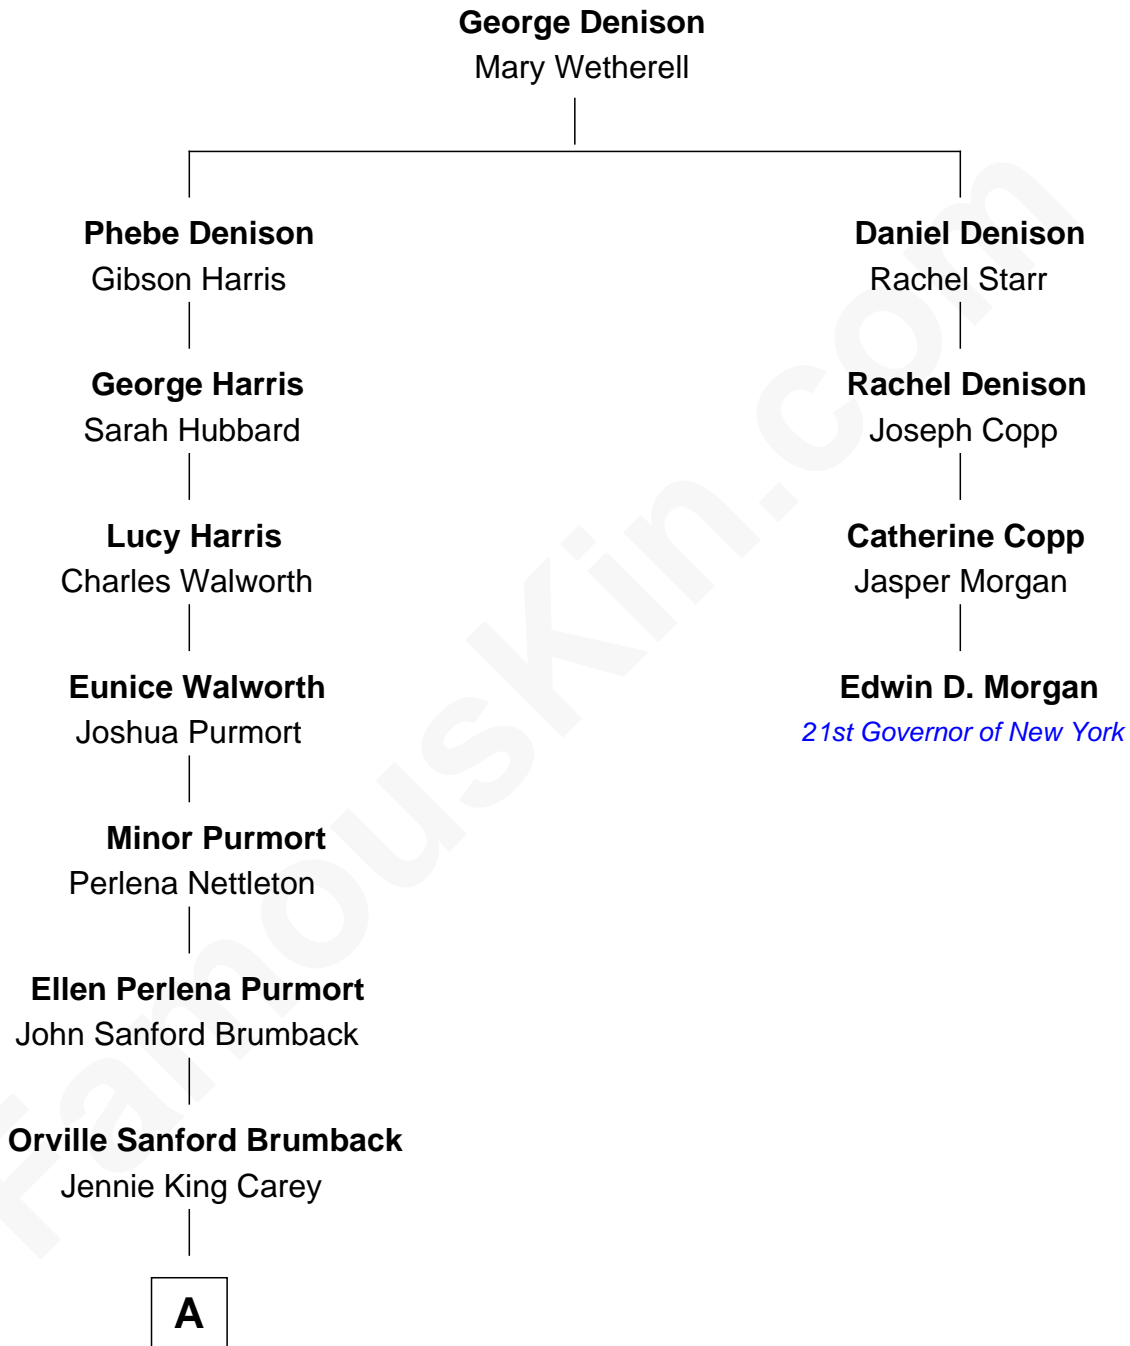 George Denison
Mary Wetherell
Phebe Denison
Gibson Harris
Daniel Denison
Rachel Starr
George Harris
Sarah Hubbard
Rachel Denison
Joseph Copp
Lucy Harris
Charles Walworth
Catherine Copp
Jasper Morgan
Eunice Walworth
Joshua Purmort
Edwin D. Morgan
21st Governor of New York
Minor Purmort
Perlena Nettleton
Ellen Perlena Purmort
John Sanford Brumback
Orville Sanford Brumback
Jennie King Carey
A
FamousKin.com